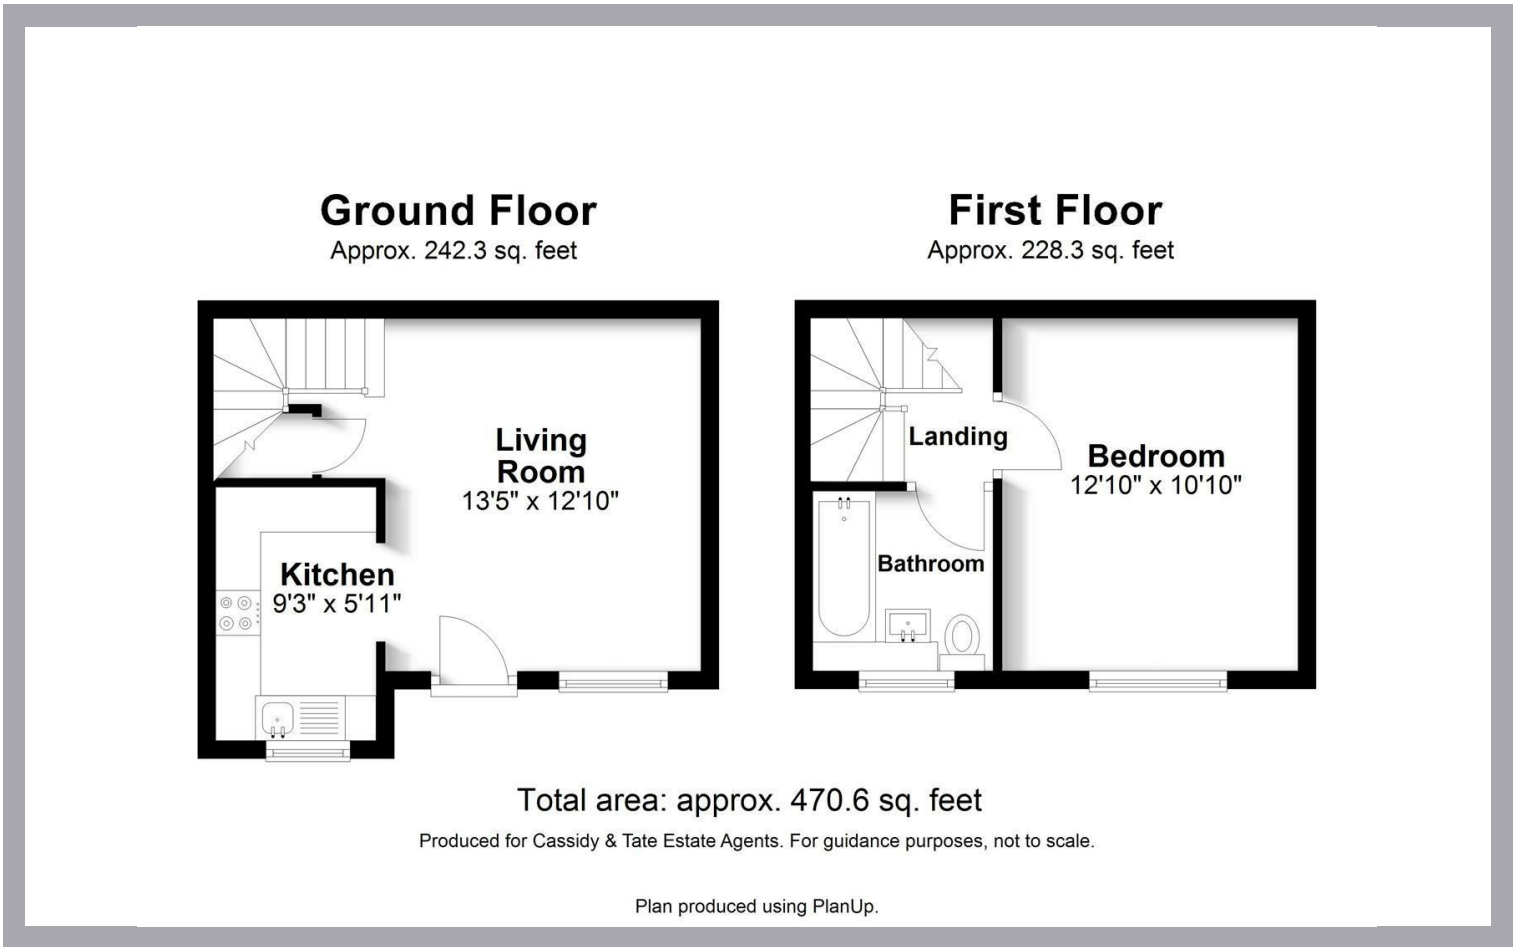 Ground Floor
Approx. 242.3 sq. feet
Living
Room
13'5" x 12'10"
Kitchen
9'3" x 5'11"
First Floor
Approx. 228.3 sq. feet
Landing
Bedroom
12'10" x 10'10"
Bathroom
Total area: approx. 470.6 sq. feet
Produced for Cassidy & Tate Estate Agents. For guidance purposes, not to scale.
Plan produced using PlanUp.